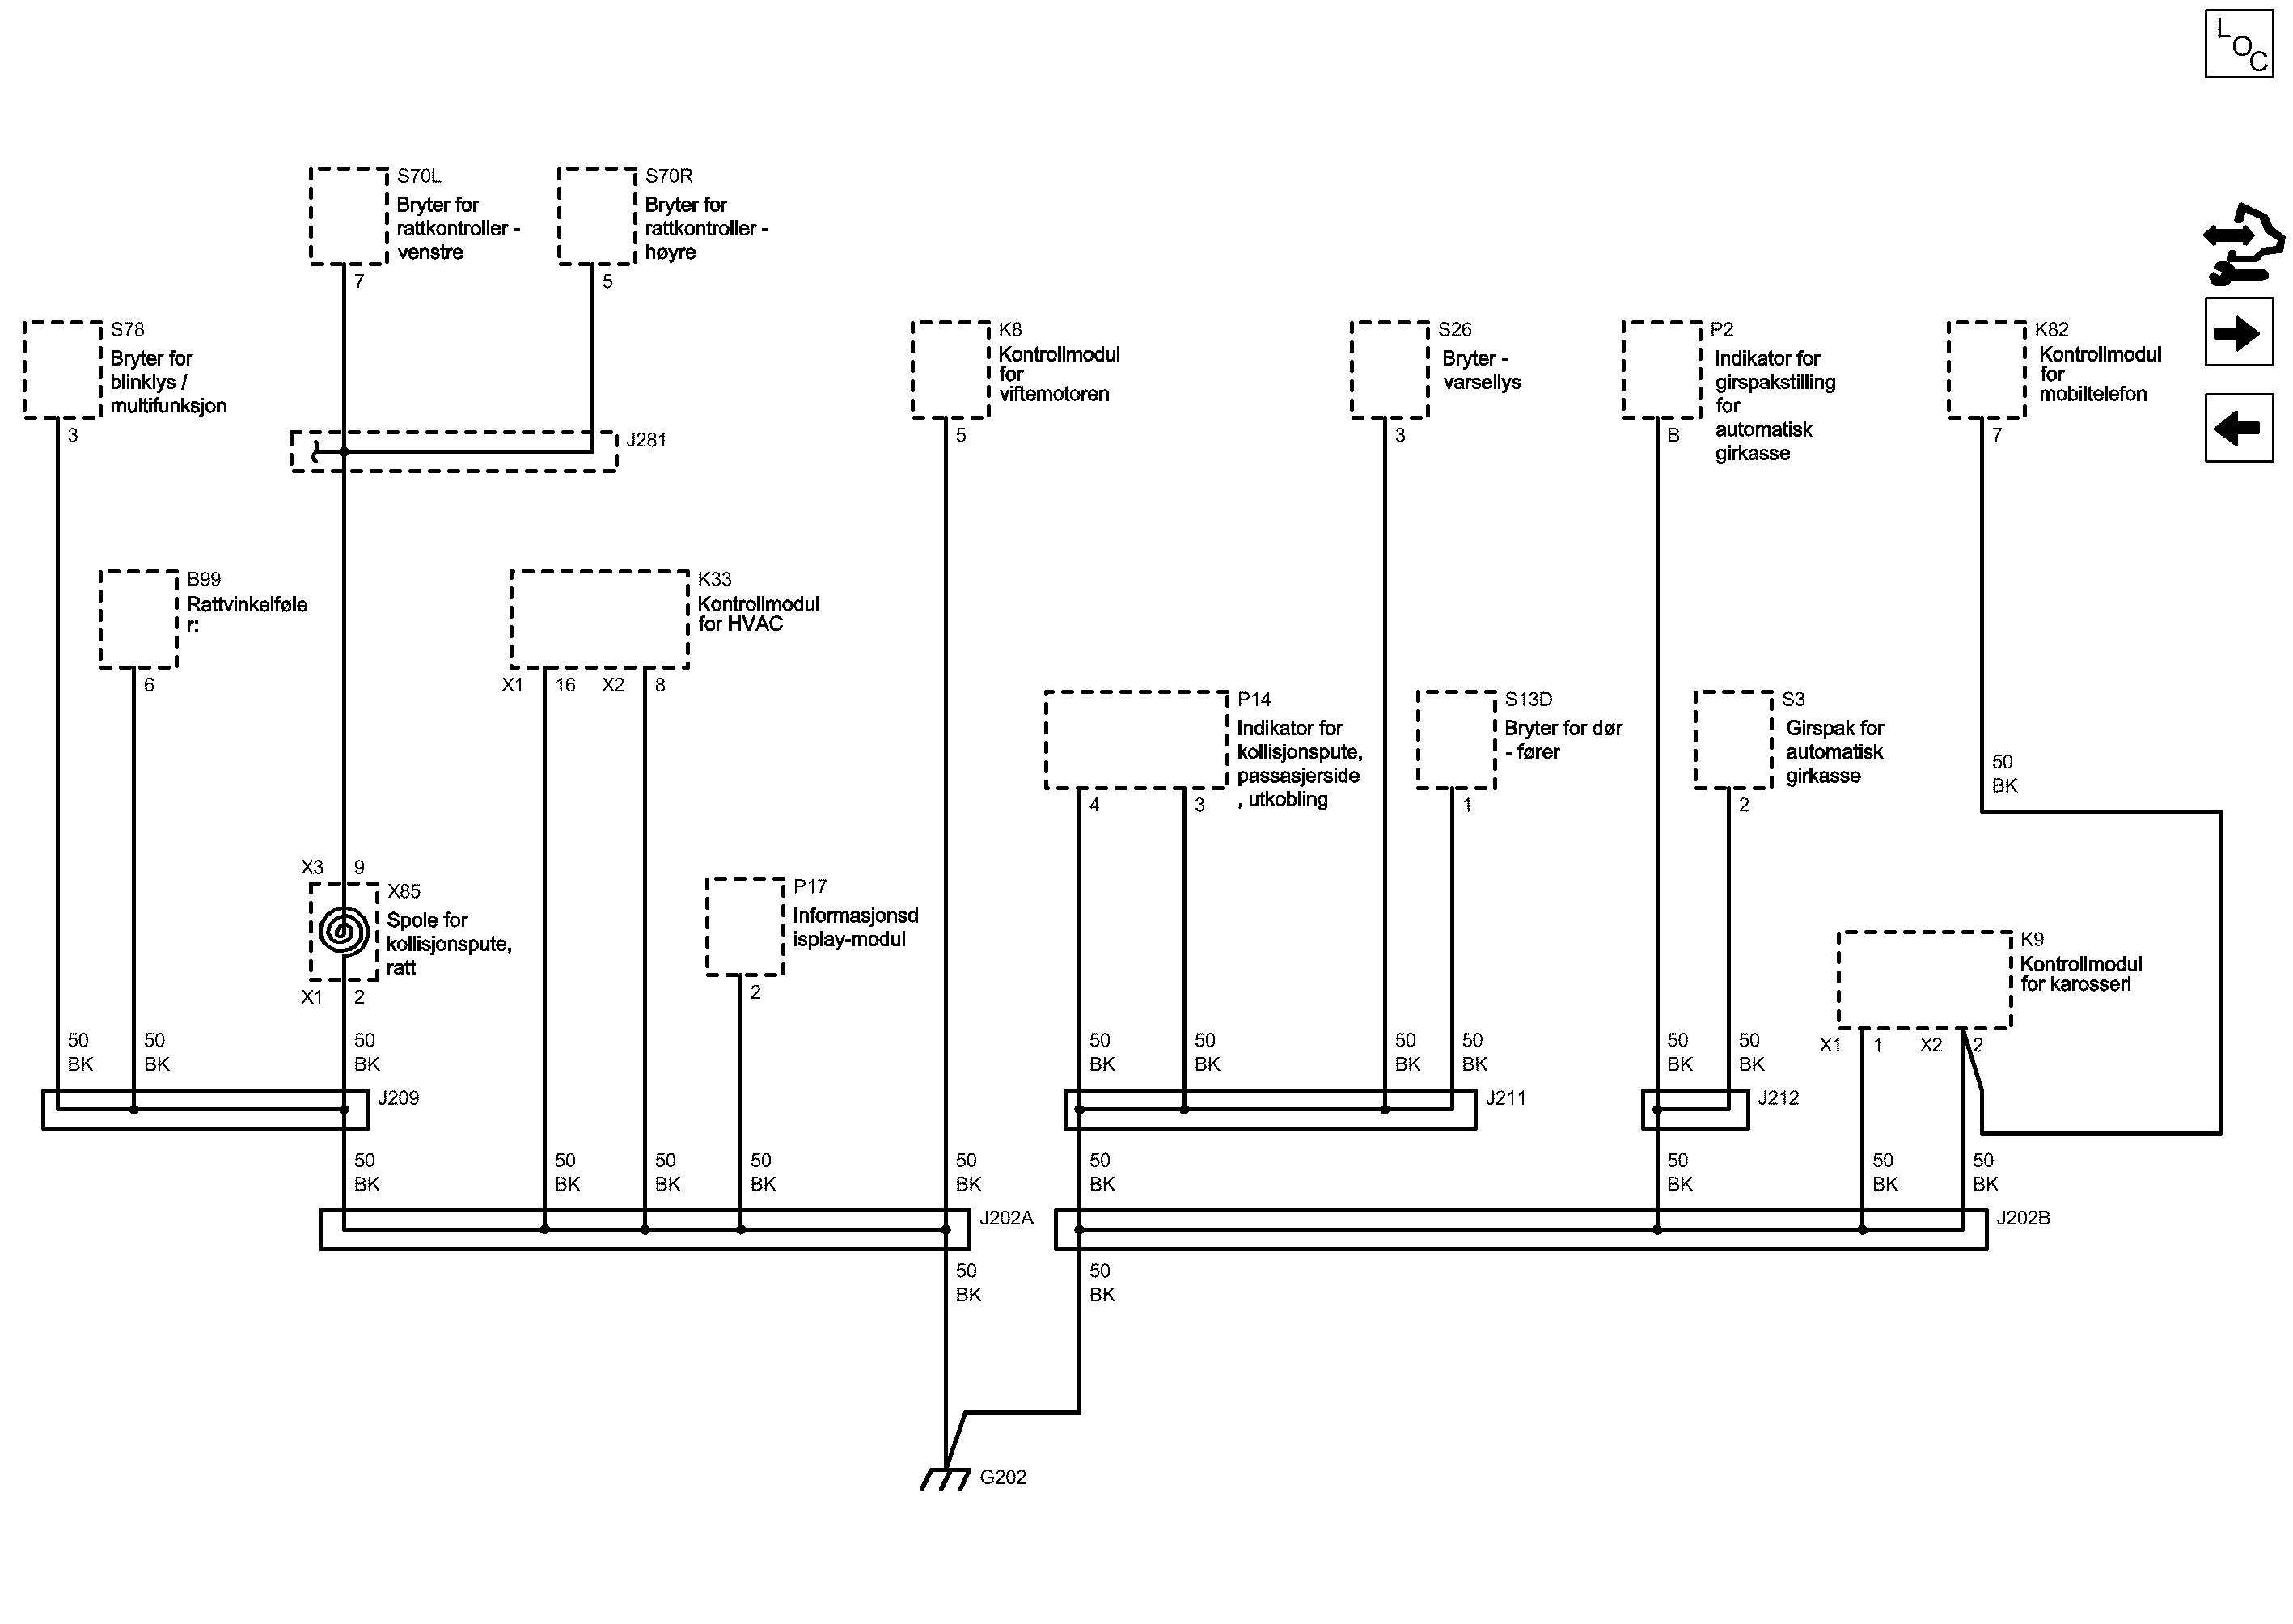 LOC
S70L
Bryter for
rattkontroller -
venstre
7
S70R
Bryter for
rattkontroller -
høyre
5
S78
Bryter for
blinklys /
multifunksjon
3
J281
K8
Kontrollmodul
for
viftemotoren
5
S26
Bryter -
varsellys
3
P2
Indikator for
girspakstilling
for
automatisk
girkasse
B
K82
Kontrollmodul
for
mobiltelefon
7
B99
Rattvinkelføle
r:
6
K33
Kontrollmodul
for HVAC
X1 16 X2 8
P14
Indikator for
kollisjonspute,
passasjerside
, utkobling
4 3
S13D
Bryter for dør
- fører
1
S3
Girspak for
automatisk
girkasse
2
50
BK
X3 9
X85
Spole for
kollisjonspute,
ratt
X1 2
P17
Informasjonsd
isplay-modul
2
K9
Kontrollmodul
for karosseri
X1 1 X2 2
50 50 50 50 50 50 50 50 50
BK BK BK BK BK BK BK BK BK
J209 J211 J212
50 50 50 50 50 50 50 50 50
BK BK BK BK BK BK BK BK BK
J202A J202B
50 50
BK BK
G202